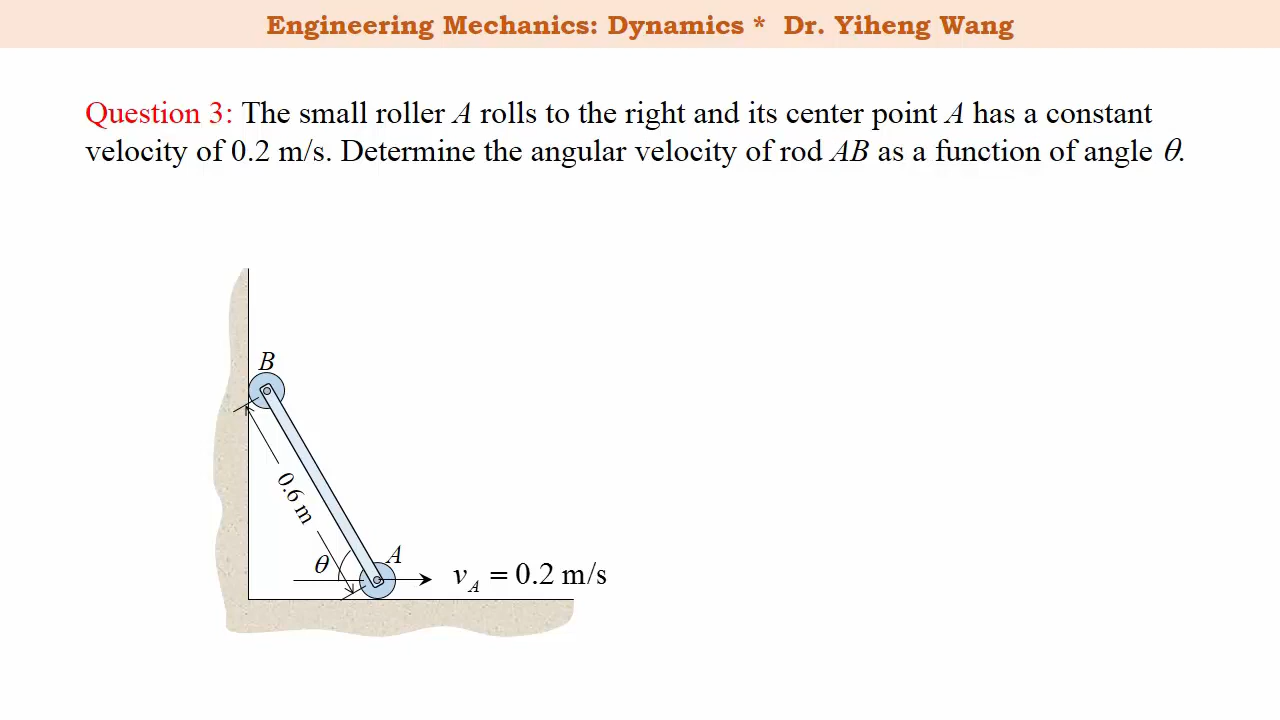 Engineering Mechanics: Dynamics * Dr. Yiheng Wang
Question 3: The small roller A rolls to the right and its center point A has a constant
velocity of 0.2 m/s. Determine the angular velocity of rod AB as a function of angle θ.
B
0.6 m
θ
A
v_A = 0.2 m/s